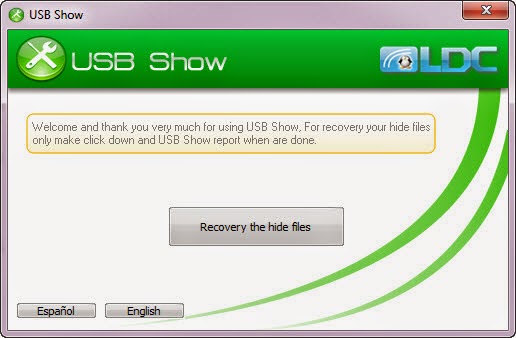 USB Show
USB Show
LDC
Welcome and thank you very much for using USB Show, For recovery your hide files
only make click down and USB Show report when are done.
Recovery the hide files
Español
English